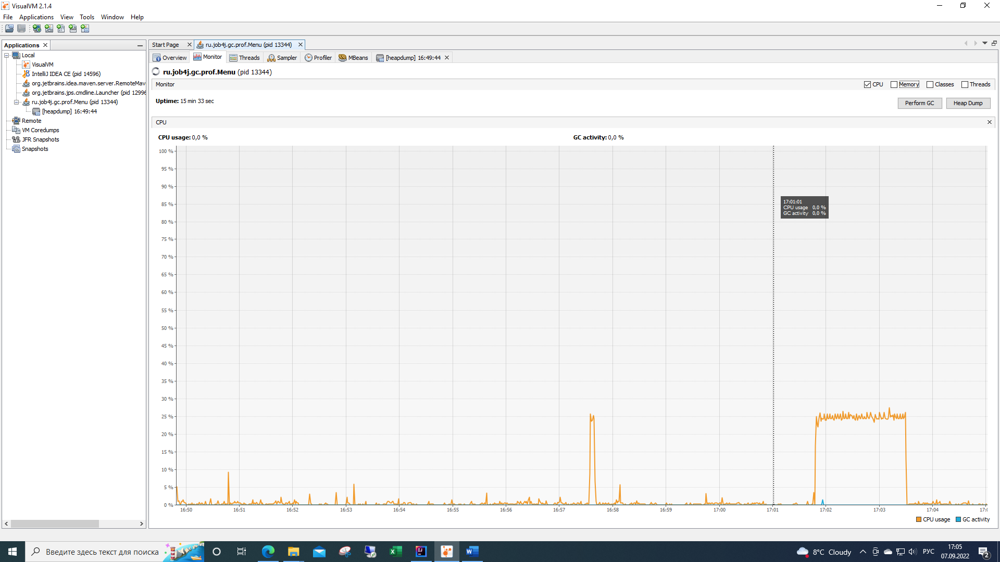 VisualVM 2.1.4
File Applications View Tools Window Help
Applications
Local
VisualVM
IntelliJ IDEA CE (pid 14596)
org.jetbrains.idea.maven.server.RemoteMav
org.jetbrains.jps.cmdline.Launcher (pid 12996
ru.job4j.gc.prof.Menu (pid 13344)
[heapdump] 16:49:44
Remote
VM Coredumps
JFR Snapshots
Snapshots
Start Page ru.job4j.gc.prof.Menu (pid 13344)
Overview Monitor Threads Sampler Profiler MBeans [heapdump] 16:49:44
ru.job4j.gc.prof.Menu (pid 13344)
Monitor CPU Memory Classes Threads
Uptime: 15 min 33 sec Perform GC Heap Dump
CPU
CPU usage: 0,0 % GC activity: 0,0 %
100 %
95 %
90 %
85 %
80 %
75 %
70 %
65 %
60 %
55 %
50 %
45 %
40 %
35 %
30 %
25 %
20 %
15 %
10 %
5 %
0 %
17:01:01
CPU usage 0,0 %
GC activity 0,0 %
16:50 16:51 16:52 16:53 16:54 16:55 16:56 16:57 16:58 16:59 17:00 17:01 17:02 17:03 17:04 17:0
CPU usage GC activity
Введите здесь текст для поиска
8°C Cloudy
РУС
17:05
07.09.2022
2